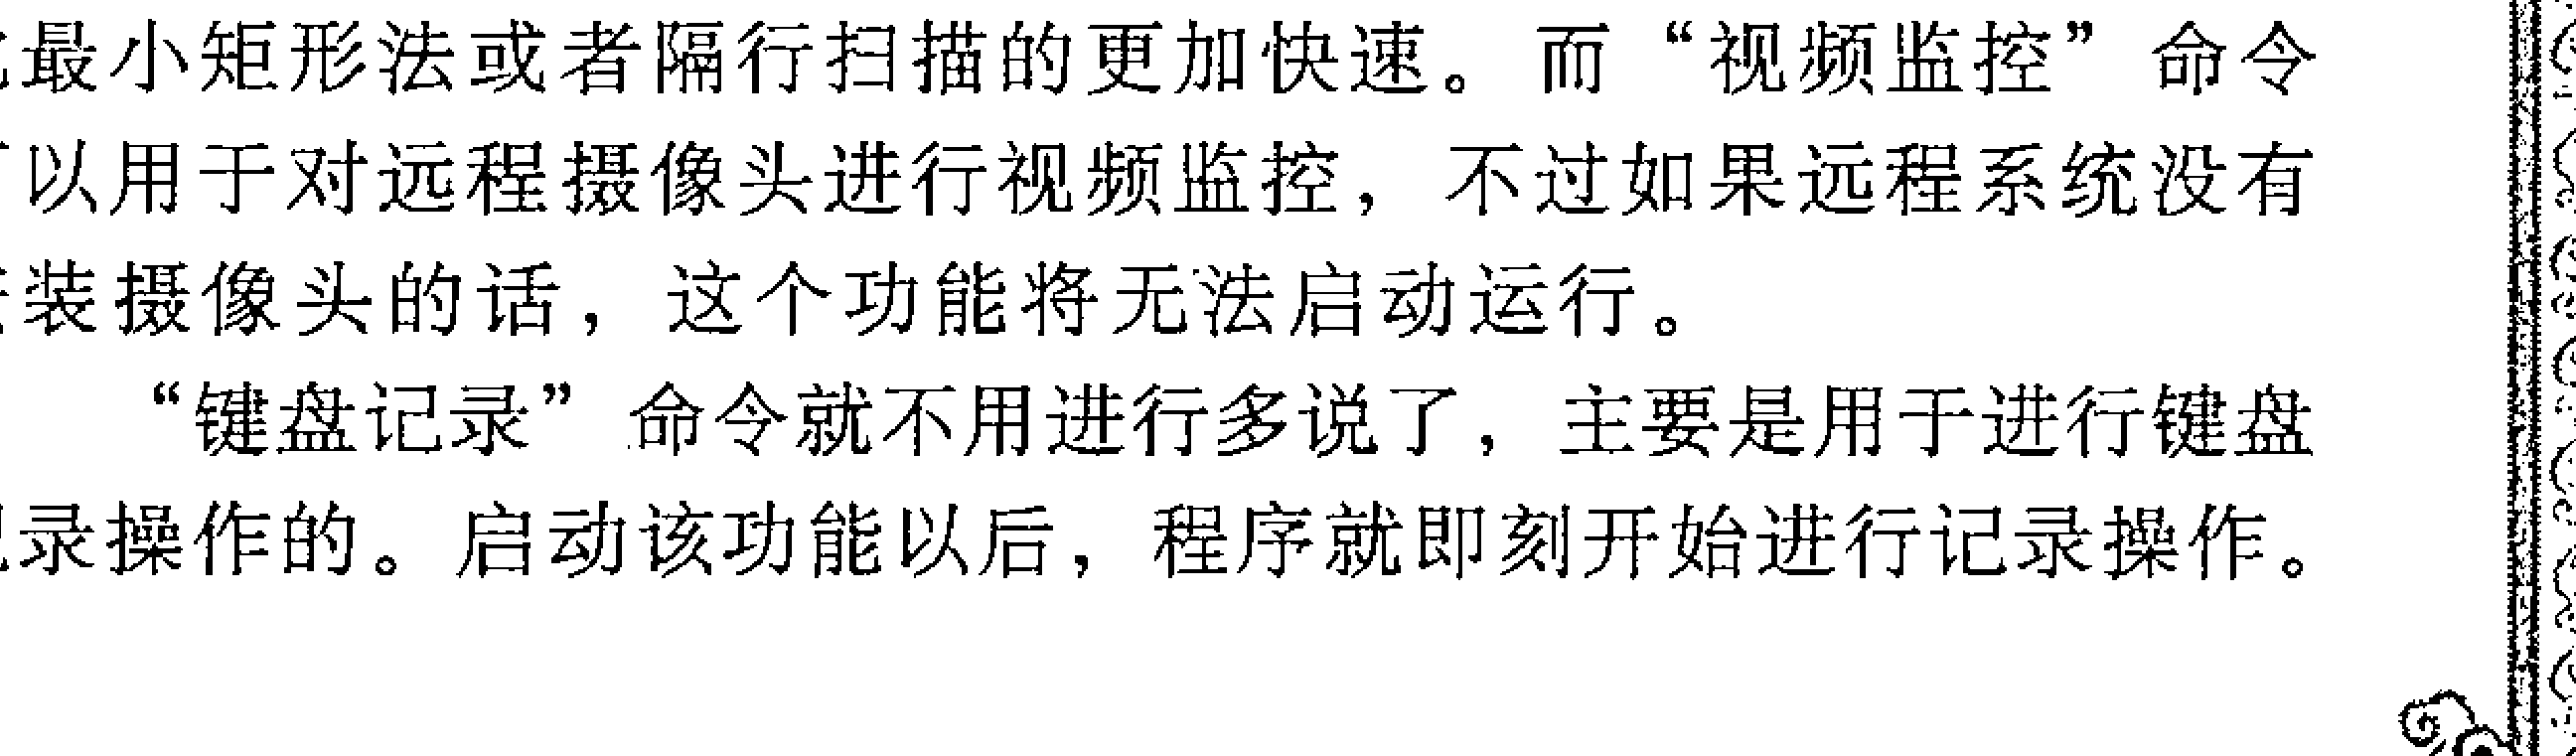 最小矩形法或者隔行扫描的更加快速。而“视频监控”命令
以用于对远程摄像头进行视频监控，不过如果远程系统没有
装摄像头的话，这个功能将无法启动运行。
“键盘记录”命令就不用进行多说了，主要是用于进行键盘
录操作的。启动该功能以后，程序就即刻开始进行记录操作。